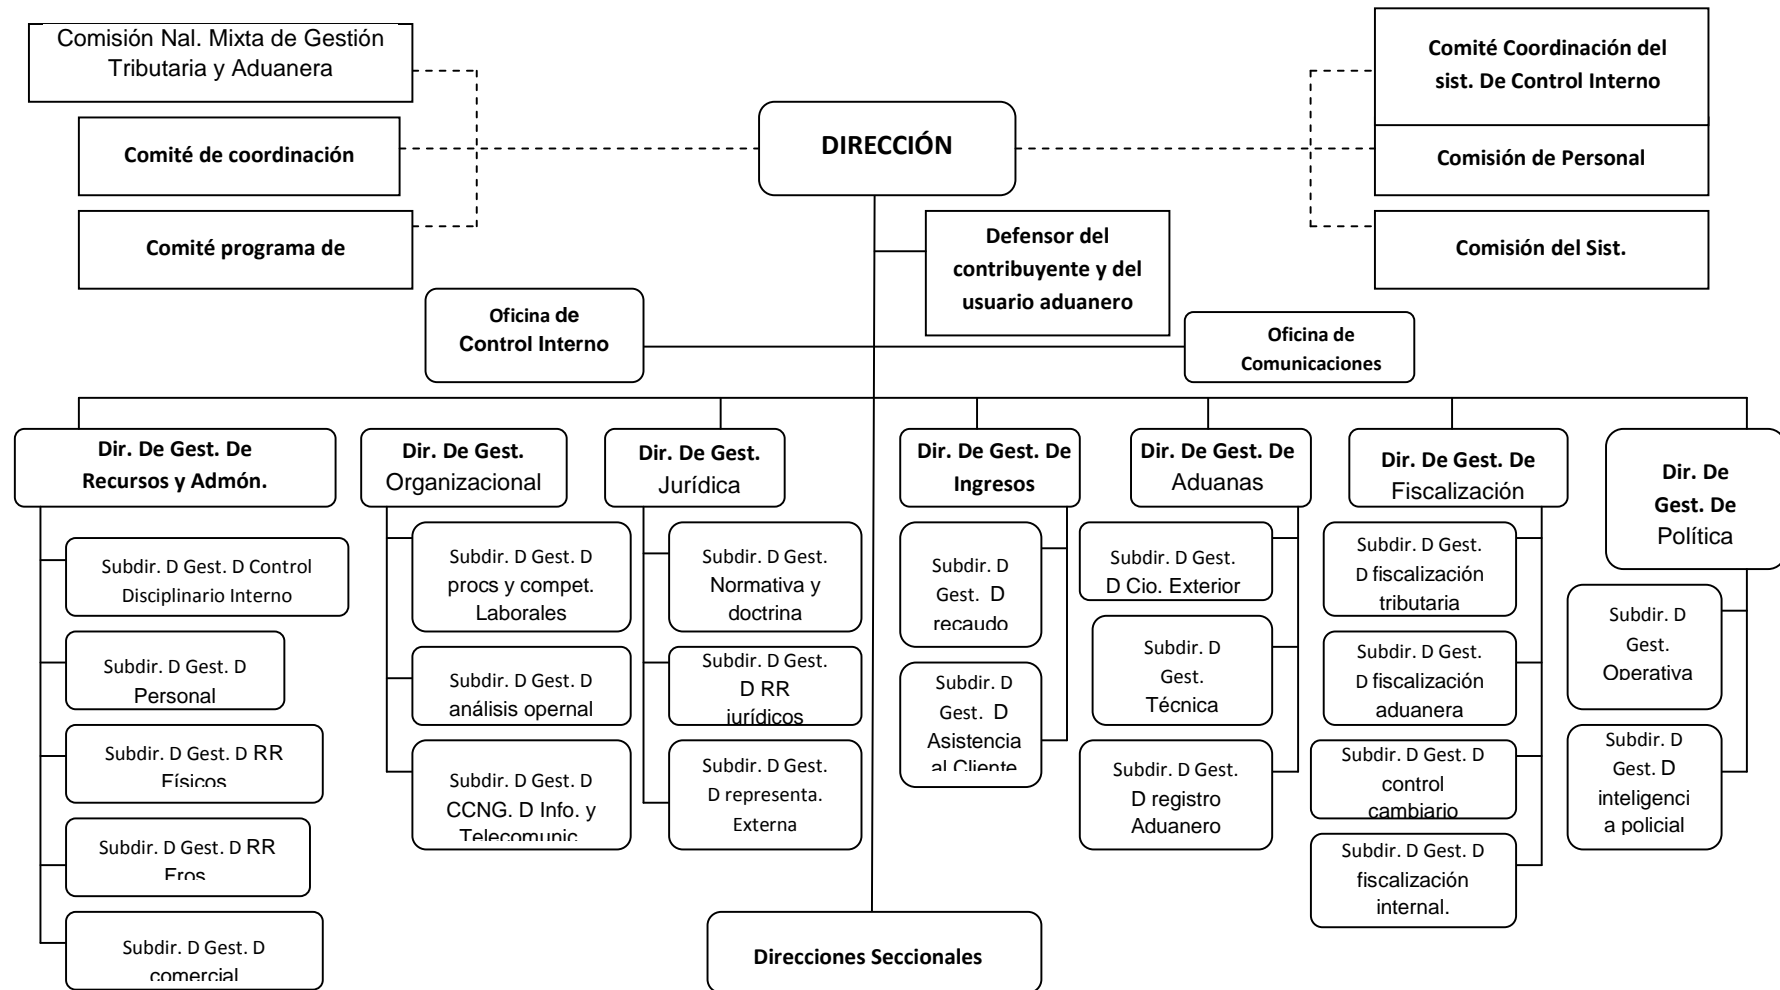 Comisión Nal. Mixta de Gestión
Tributaria y Aduanera
Comité de coordinación
Comité programa de
DIRECCIÓN
Comité Coordinación del
sist. De Control Interno
Comisión de Personal
Comisión del Sist.
Defensor del
contribuyente y del
usuario aduanero
Oficina de
Control Interno
Oficina de
Comunicaciones
Dir. De Gest. De
Recursos y Admón.
Subdir. D Gest. D Control
Disciplinario Interno
Subdir. D Gest. D
Personal
Subdir. D Gest. D RR
Físicos
Subdir. D Gest. D RR
Fros
Subdir. D Gest. D
comercial
Dir. De Gest.
Organizacional
Subdir. D Gest. D
procs y compet.
Laborales
Subdir. D Gest. D
análisis opernal
Subdir. D Gest. D
CCNG. D Info. y
Telecomunic
Dir. De Gest.
Jurídica
Subdir. D Gest.
Normativa y
doctrina
Subdir. D Gest.
D RR
jurídicos
Subdir. D Gest.
D representa.
Externa
Dir. De Gest. De
Ingresos
Subdir. D
Gest. D
recaudo
Subdir. D
Gest. D
Asistencia
al Cliente
Dir. De Gest. De
Aduanas
Subdir. D Gest.
D Cio. Exterior
Subdir. D
Gest.
Técnica
Subdir. D Gest.
D registro
Aduanero
Dir. De Gest. De
Fiscalización
Subdir. D Gest.
D fiscalización
tributaria
Subdir. D Gest.
D fiscalización
aduanera
Subdir. D Gest. D
control
cambiario
Subdir. D Gest. D
fiscalización
internal.
Dir. De
Gest. De
Política
Subdir. D
Gest.
Operativa
Subdir. D
Gest. D
inteligenci
a policial
Direcciones Seccionales